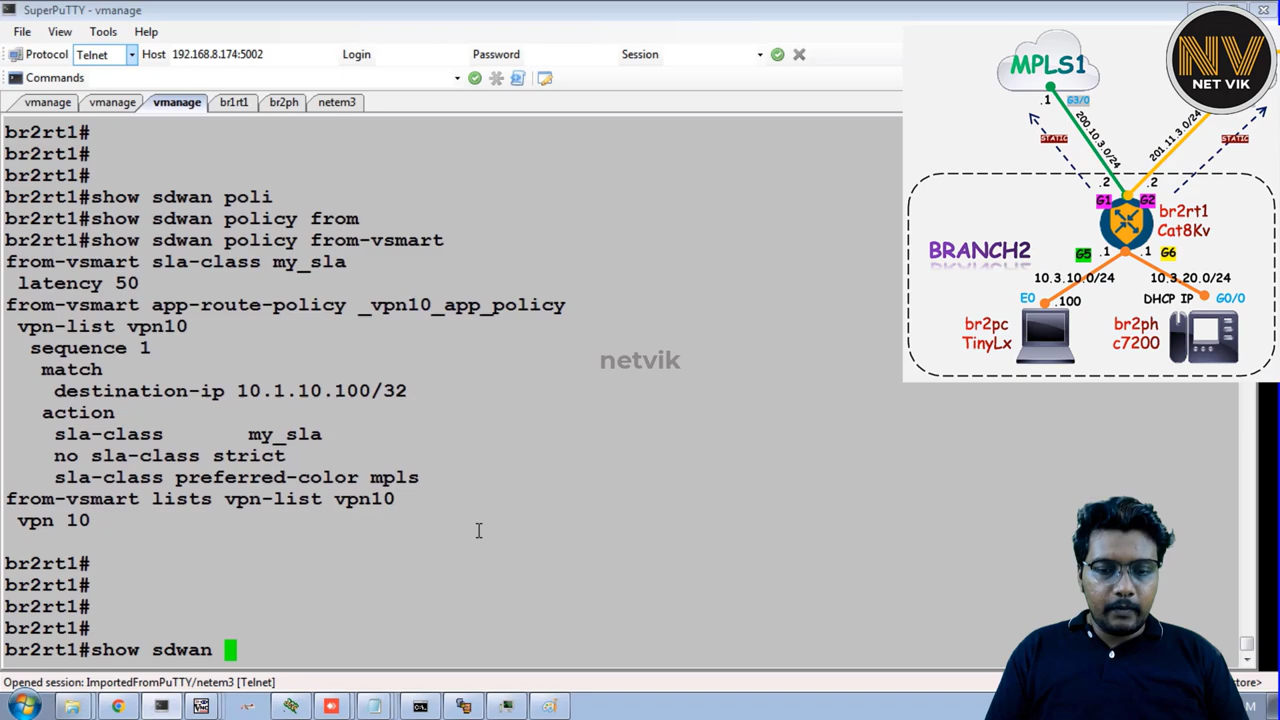 SuperPuTTY - vmanage
File View Tools Help
Protocol Telnet Host 192.168.8.174:5002 Login Password Session
Commands
vmanage vmanage vmanage br1rt1 br2ph netem3
br2rt1#
br2rt1#
br2rt1#
br2rt1#show sdwan poli
br2rt1#show sdwan policy from
br2rt1#show sdwan policy from-vsmart
from-vsmart sla-class my_sla
latency 50
from-vsmart app-route-policy _vpn10_app_policy
vpn-list vpn10
sequence 1
match
destination-ip 10.1.10.100/32
action
sla-class my_sla
no sla-class strict
sla-class preferred-color mpls
from-vsmart lists vpn-list vpn10
vpn 10
br2rt1#
br2rt1#
br2rt1#
br2rt1#
br2rt1#show sdwan
Opened session: ImportedFromPuTTY/netem3 [Telnet]
netvik
NV
NET VIK
MPLS1
.1 G3/0
200.10.3.0/24
201.11.3.0/24
STATIC
STATIC
.2 .2
G1 G2
br2rt1
Cat8Kv
BRANCH2
G5 .1 .1 G6
10.3.10.0/24 10.3.20.0/24
E0 .100 DHCP IP G0/0
br2pc
TinyLx
br2ph
c7200